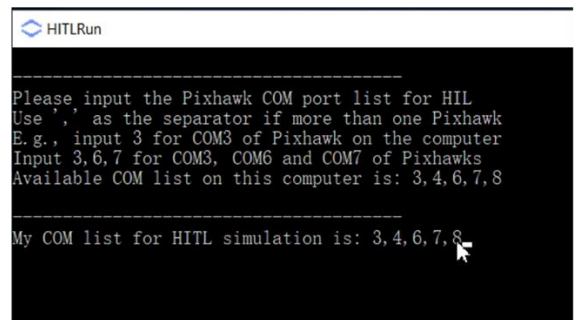 HITLRun
----------------------------------------
Please input the Pixhawk COM port list for HIL
Use ',' as the separator if more than one Pixhawk
E.g., input 3 for COM3 of Pixhawk on the computer
Input 3,6,7 for COM3, COM6 and COM7 of Pixhawks
Available COM list on this computer is: 3,4,6,7,8
----------------------------------------
My COM list for HITL simulation is: 3,4,6,7,8